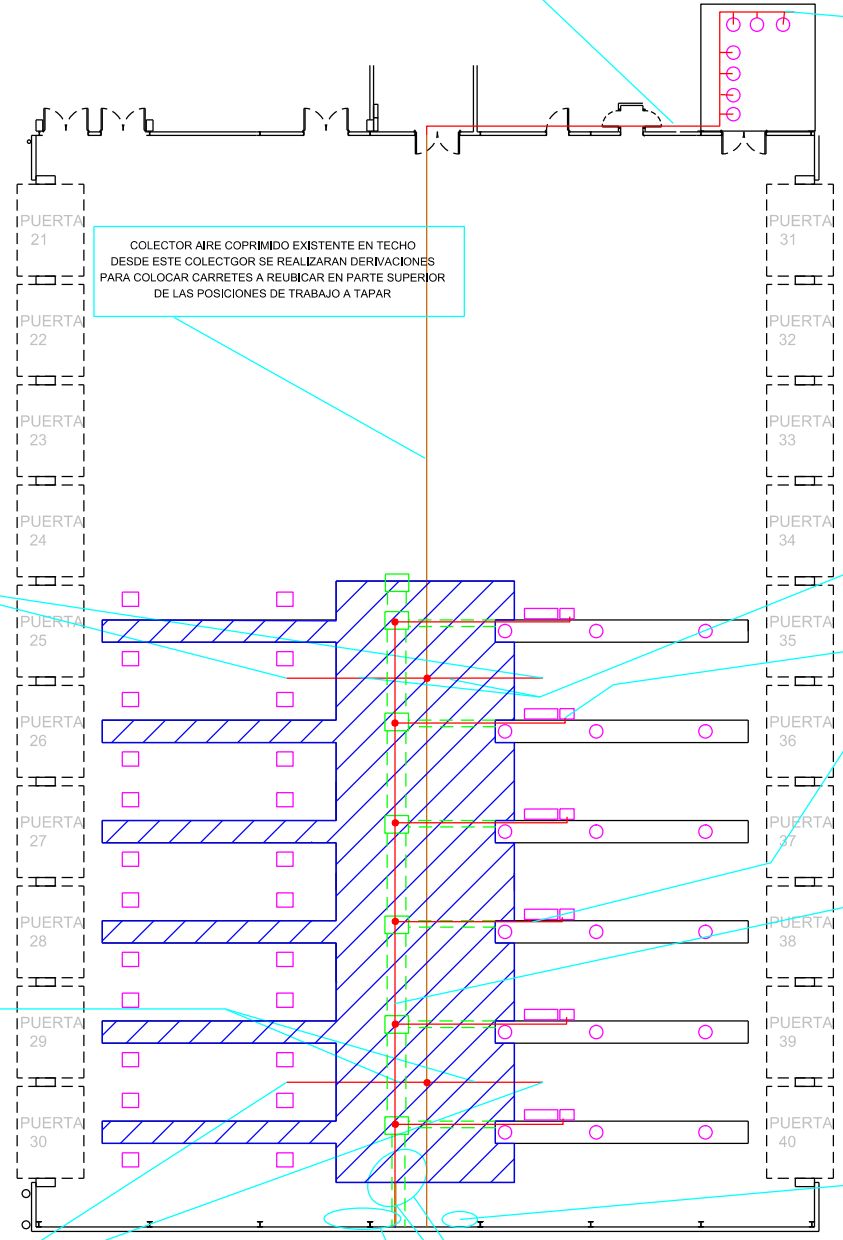 PUERTA
21
PUERTA
31
COLECTOR AIRE COPRIMIDO EXISTENTE EN TECHO
DESDE ESTE COLECTGOR SE REALIZARAN DERIVACIONES
PARA COLOCAR CARRETES A REUBICAR EN PARTE SUPERIOR
DE LAS POSICIONES DE TRABAJO A TAPAR
PUERTA
22
PUERTA
32
PUERTA
23
PUERTA
33
PUERTA
24
PUERTA
34
PUERTA
25
PUERTA
35
PUERTA
26
PUERTA
36
PUERTA
27
PUERTA
37
PUERTA
28
PUERTA
38
PUERTA
29
PUERTA
39
PUERTA
30
PUERTA
40